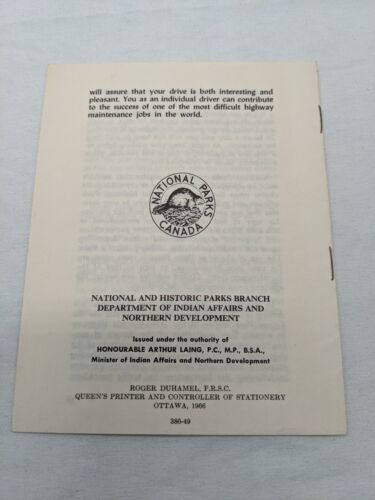 will assure that your drive is both interesting and
pleasant. You as an individual driver can contribute
to the success of one of the most difficult highway
maintenance jobs in the world.
NATIONAL PARKS
CANADA
NATIONAL AND HISTORIC PARKS BRANCH
DEPARTMENT OF INDIAN AFFAIRS AND
NORTHERN DEVELOPMENT
Issued under the authority of
HONOURABLE ARTHUR LAING, P.C., M.P., B.S.A.,
Minister of Indian Affairs and Northern Development
ROGER DUHAMEL, F.R.S.C.
QUEEN'S PRINTER AND CONTROLLER OF STATIONERY
OTTAWA, 1966
386-49